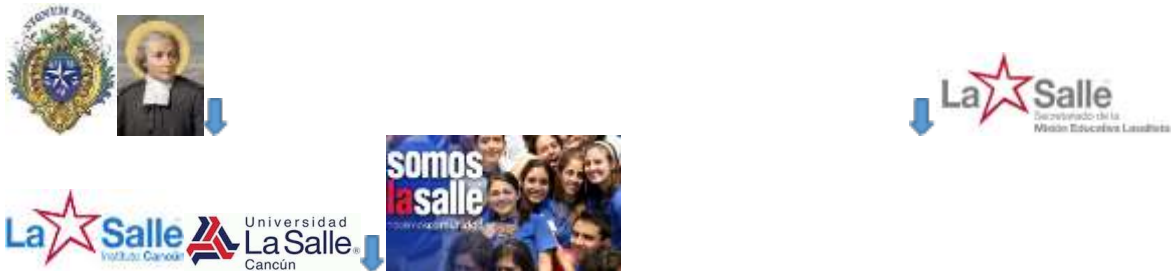 SIGNUM FIDEI
La Salle
Secretariado de la
Misión Educativa Lasallista
somos
lasalle
La Salle
Instituto Cancún
Universidad
La Salle®
Cancún